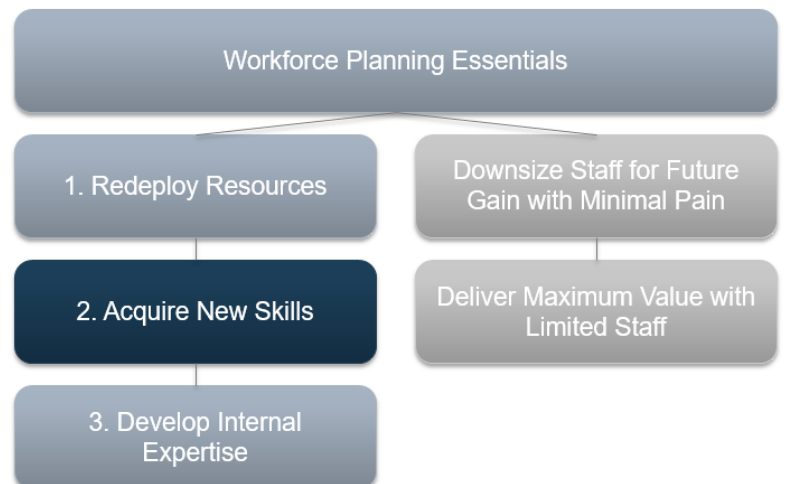 Workforce Planning Essentials
1. Redeploy Resources
Downsize Staff for Future
Gain with Minimal Pain
2. Acquire New Skills
Deliver Maximum Value with
Limited Staff
3. Develop Internal
Expertise